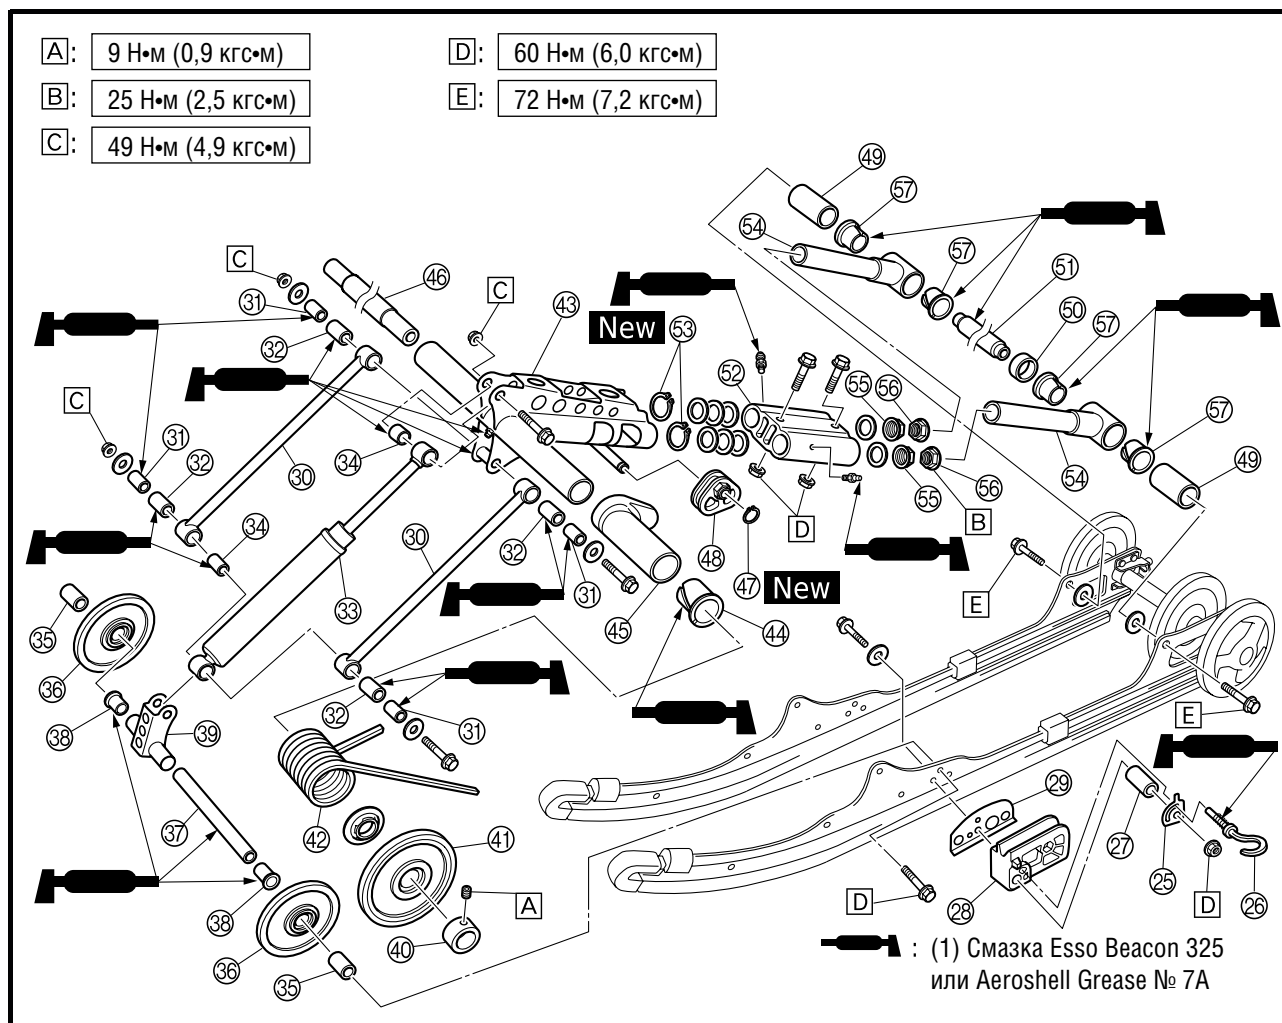 A: 9 Н•м (0,9 кгс•м)
B: 25 Н•м (2,5 кгс•м)
C: 49 Н•м (4,9 кгс•м)
D: 60 Н•м (6,0 кгс•м)
E: 72 Н•м (7,2 кгс•м)
49
57
54
57
51
50
57
57
54
49
C
46
C
43
31
32
New
53
52
55
56
C
31
32
30
34
34
33
30
32
31
48
47
New
D
55
56
B
E
35
36
38
39
45
44
32
31
E
37
42
41
29
27
25
26
D
38
36
35
40
A
D
28
: (1) Смазка Esso Beacon 325
или Aeroshell Grease № 7A